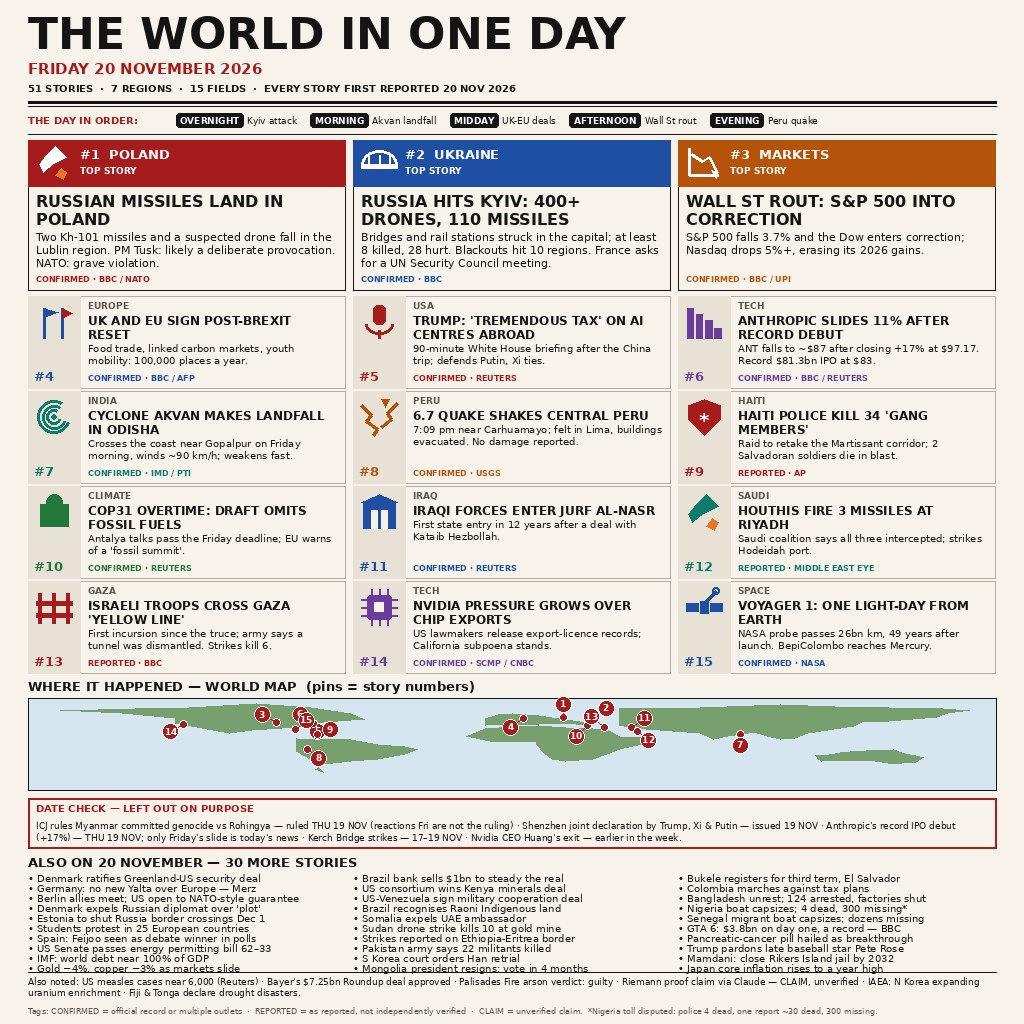 THE WORLD IN ONE DAY
FRIDAY 20 NOVEMBER 2026
51 STORIES · 7 REGIONS · 15 FIELDS · EVERY STORY FIRST REPORTED 20 NOV 2026
THE DAY IN ORDER: OVERNIGHT Kyiv attack MORNING Akvan landfall MIDDAY UK-EU deals AFTERNOON Wall St rout EVENING Peru quake
#1 POLAND
TOP STORY
RUSSIAN MISSILES LAND IN
POLAND
Two Kh-101 missiles and a suspected drone fall in the
Lublin region. PM Tusk: likely a deliberate provocation.
NATO: grave violation.
CONFIRMED · BBC / NATO
#2 UKRAINE
TOP STORY
RUSSIA HITS KYIV: 400+
DRONES, 110 MISSILES
Bridges and rail stations struck in the capital; at least
8 killed, 28 hurt. Blackouts hit 10 regions. France asks
for a UN Security Council meeting.
CONFIRMED · BBC
#3 MARKETS
TOP STORY
WALL ST ROUT: S&P 500 INTO
CORRECTION
S&P 500 falls 3.7% and the Dow enters correction;
Nasdaq drops 5%+, erasing its 2026 gains.
CONFIRMED · BBC / UPI
EUROPE
UK AND EU SIGN POST-BREXIT
RESET
Food trade, linked carbon markets, youth
mobility: 100,000 places a year.
#4 CONFIRMED · BBC / AFP
USA
TRUMP: 'TREMENDOUS TAX' ON AI
CENTRES ABROAD
90-minute White House briefing after the China
trip; defends Putin, Xi ties.
#5 CONFIRMED · REUTERS
TECH
ANTHROPIC SLIDES 11% AFTER
RECORD DEBUT
ANT falls to ~$87 after closing +17% at $97.17.
Record $81.3bn IPO at $83.
#6 CONFIRMED · BBC / REUTERS
INDIA
CYCLONE AKVAN MAKES LANDFALL
IN ODISHA
Crosses the coast near Gopalpur on Friday
morning, winds ~90 km/h; weakens fast.
#7 CONFIRMED · IMD / PTI
PERU
6.7 QUAKE SHAKES CENTRAL PERU
7:09 pm near Carhuamayo; felt in Lima, buildings
evacuated. No damage reported.
#8 CONFIRMED · USGS
HAITI
HAITI POLICE KILL 34 'GANG
MEMBERS'
Raid to retake the Martissant corridor; 2
Salvadoran soldiers die in blast.
#9 REPORTED · AP
CLIMATE
COP31 OVERTIME: DRAFT OMITS
FOSSIL FUELS
Antalya talks pass the Friday deadline; EU warns
of a 'fossil summit'.
#10 CONFIRMED · REUTERS
IRAQ
IRAQI FORCES ENTER JURF AL-NASR
First state entry in 12 years after a deal with
Kataib Hezbollah.
#11 CONFIRMED · REUTERS
SAUDI
HOUTHIS FIRE 3 MISSILES AT
RIYADH
Saudi coalition says all three intercepted; strikes
Hodeidah port.
#12 REPORTED · MIDDLE EAST EYE
GAZA
ISRAELI TROOPS CROSS GAZA
'YELLOW LINE'
First incursion since the truce; army says a
tunnel was dismantled. Strikes kill 6.
#13 REPORTED · BBC
TECH
NVIDIA PRESSURE GROWS OVER
CHIP EXPORTS
US lawmakers release export-licence records;
California subpoena stands.
#14 CONFIRMED · SCMP / CNBC
SPACE
VOYAGER 1: ONE LIGHT-DAY FROM
EARTH
NASA probe passes 26bn km, 49 years after
launch. BepiColombo reaches Mercury.
#15 CONFIRMED · NASA
WHERE IT HAPPENED — WORLD MAP (pins = story numbers)
14
3
15
9
8
4
1
13
2
10
11
12
7
DATE CHECK — LEFT OUT ON PURPOSE
ICJ rules Myanmar committed genocide vs Rohingya — ruled THU 19 NOV (reactions Fri are not the ruling) · Shenzhen joint declaration by Trump, Xi & Putin — issued 19 NOV · Anthropic's record IPO debut
(+17%) — THU 19 NOV; only Friday's slide is today's news · Kerch Bridge strikes — 17–19 NOV · Nvidia CEO Huang's exit — earlier in the week.
ALSO ON 20 NOVEMBER — 30 MORE STORIES
• Denmark ratifies Greenland-US security deal
• Germany: no new Yalta over Europe — Merz
• Berlin allies meet; US open to NATO-style guarantee
• Denmark expels Russian diplomat over 'plot'
• Estonia to shut Russia border crossings Dec 1
• Students protest in 25 European countries
• Spain: Feijoo seen as debate winner in polls
• US Senate passes energy permitting bill 62–33
• IMF: world debt near 100% of GDP
• Gold −4%, copper −3% as markets slide
• Brazil bank sells $1bn to steady the real
• US consortium wins Kenya minerals deal
• US-Venezuela sign military cooperation deal
• Brazil recognises Raoni Indigenous land
• Somalia expels UAE ambassador
• Sudan drone strike kills 10 at gold mine
• Strikes reported on Ethiopia-Eritrea border
• Pakistan army says 22 militants killed
• S Korea court orders Han retrial
• Mongolia president resigns: vote in 4 months
• Bukele registers for third term, El Salvador
• Colombia marches against tax plans
• Bangladesh unrest; 124 arrested, factories shut
• Nigeria boat capsizes; 4 dead, 300 missing*
• Senegal migrant boat capsizes; dozens missing
• GTA 6: $3.8bn on day one, a record — BBC
• Pancreatic-cancer pill hailed as breakthrough
• Trump pardons late baseball star Pete Rose
• Mamdani: close Rikers Island jail by 2032
• Japan core inflation rises to a year high
Also noted: US measles cases near 6,000 (Reuters) · Bayer's $7.25bn Roundup deal approved · Palisades Fire arson verdict: guilty · Riemann proof claim via Claude — CLAIM, unverified · IAEA: N Korea expanding
uranium enrichment · Fiji & Tonga declare drought disasters.
Tags: CONFIRMED = official record or multiple outlets · REPORTED = as reported, not independently verified · CLAIM = unverified claim. *Nigeria toll disputed: police 4 dead, one report ~30 dead, 300 missing.